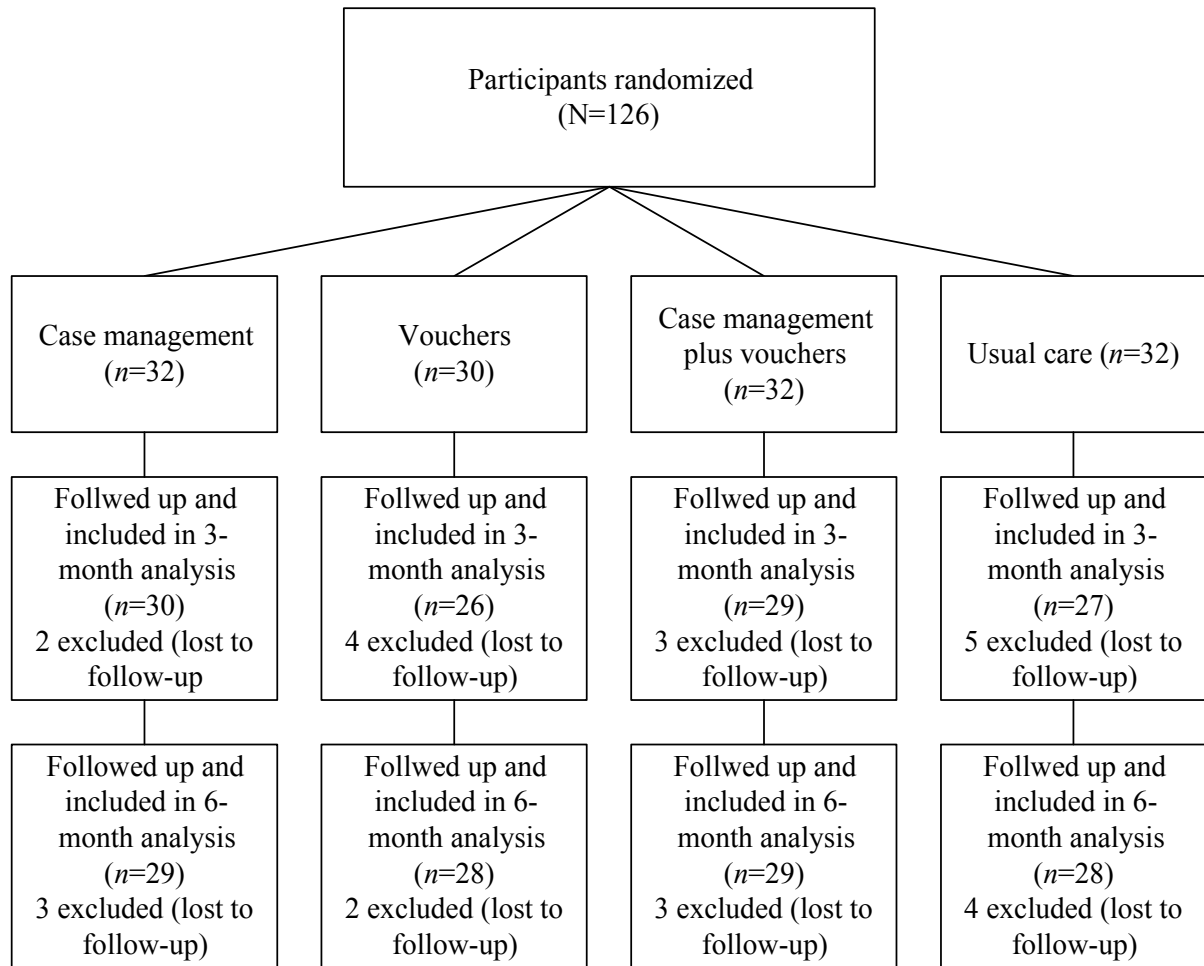 Participants randomized
(N=126)
Case management
(n=32)
Vouchers
(n=30)
Case management
plus vouchers
(n=32)
Usual care (n=32)
Follwed up and
included in 3-
month analysis
(n=30)
2 excluded (lost to
follow-up
Follwed up and
included in 3-
month analysis
(n=26)
4 excluded (lost to
follow-up)
Follwed up and
included in 3-
month analysis
(n=29)
3 excluded (lost to
follow-up)
Follwed up and
included in 3-
month analysis
(n=27)
5 excluded (lost to
follow-up)
Followed up and
included in 6-
month analysis
(n=29)
3 excluded (lost to
follow-up)
Follwed up and
included in 6-
month analysis
(n=28)
2 excluded (lost to
follow-up)
Follwed up and
included in 6-
month analysis
(n=29)
3 excluded (lost to
follow-up)
Follwed up and
included in 6-
month analysis
(n=28)
4 excluded (lost to
follow-up)